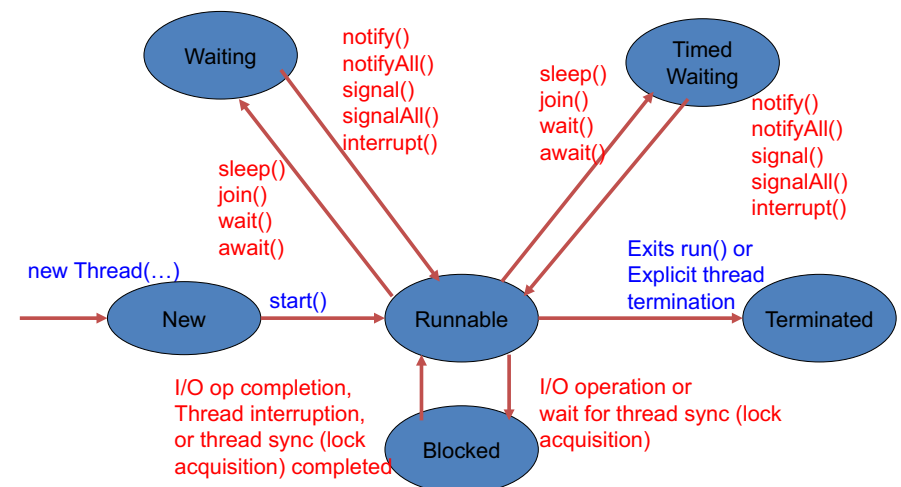 Waiting
notify()
notifyAll()
signal()
signalAll()
interrupt()
sleep()
join()
wait()
await()
Timed
Waiting
sleep()
join()
wait()
await()
notify()
notifyAll()
signal()
signalAll()
interrupt()
new Thread(…)
New
start()
Runnable
Exits run() or
Explicit thread
termination
Terminated
I/O op completion,
Thread interruption,
or thread sync (lock
acquisition) completed
Blocked
I/O operation or
wait for thread sync (lock
acquisition)